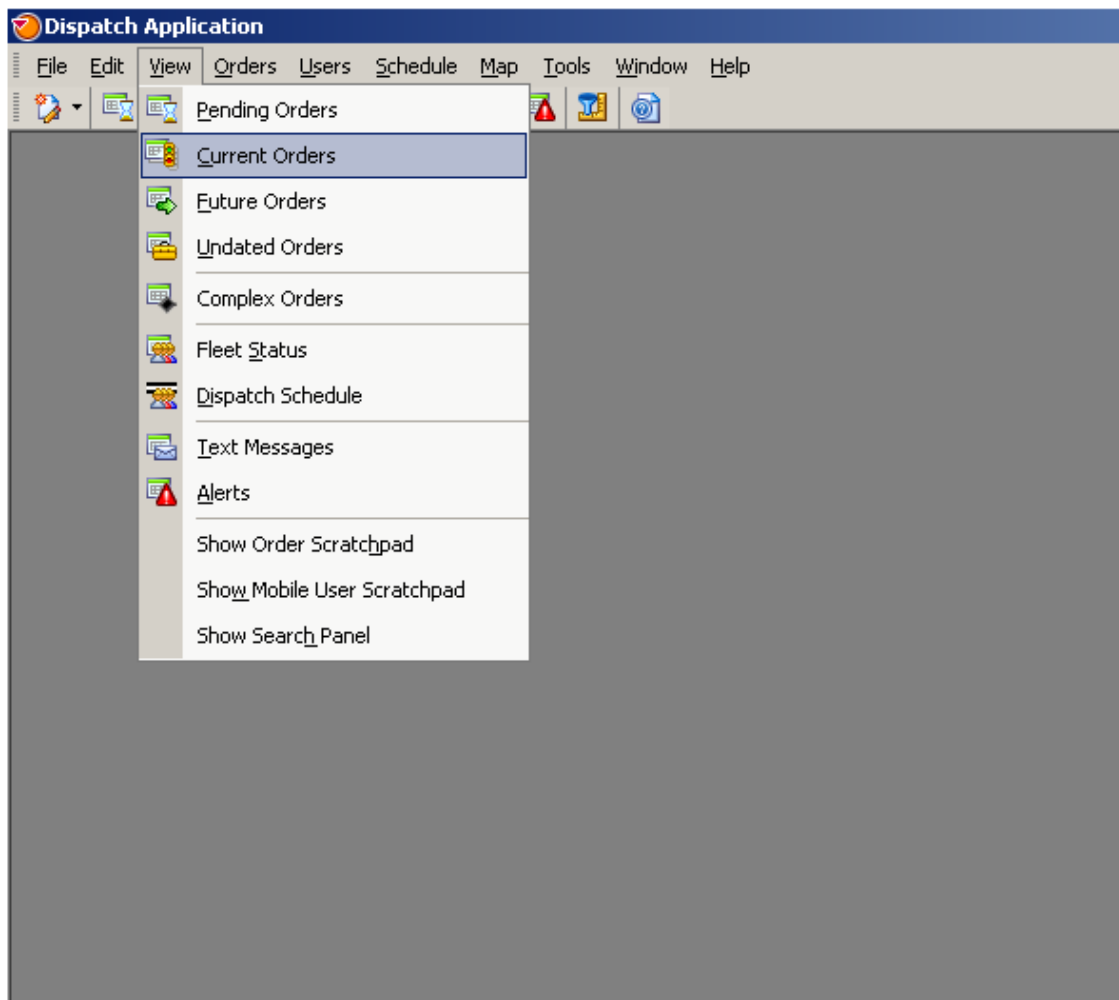 Dispatch Application
File Edit View Orders Users Schedule Map Tools Window Help
Pending Orders
Current Orders
Future Orders
Undated Orders
Complex Orders
Fleet Status
Dispatch Schedule
Text Messages
Alerts
Show Order Scratchpad
Show Mobile User Scratchpad
Show Search Panel